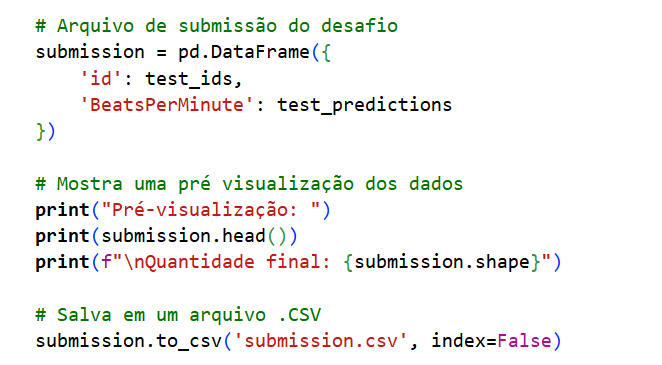 # Arquivo de submissão do desafio
submission = pd.DataFrame({
    'id': test_ids,
    'BeatsPerMinute': test_predictions
})

# Mostra uma pré visualização dos dados
print("Pré-visualização: ")
print(submission.head())
print(f"\nQuantidade final: {submission.shape}")

# Salva em um arquivo .CSV
submission.to_csv('submission.csv', index=False)